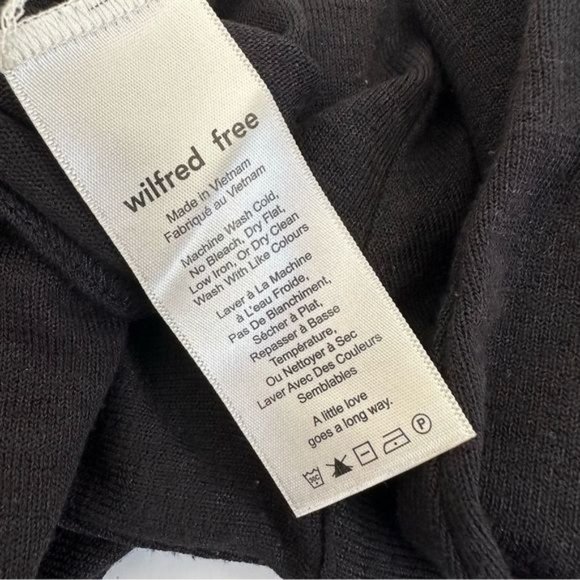 wilfred free
Made in Vietnam
Fabriqué au Vietnam
Machine Wash Cold,
No Bleach, Dry Flat,
Low Iron, Or Dry Clean
Wash With Like Colours
Laver à La Machine
à L'eau Froide,
Pas De Blanchiment,
Sécher à Plat,
Repasser à Basse
Température,
Ou Nettoyer à Sec
Laver Avec Des Couleurs
Semblables
A little love
goes a long way.
30C P